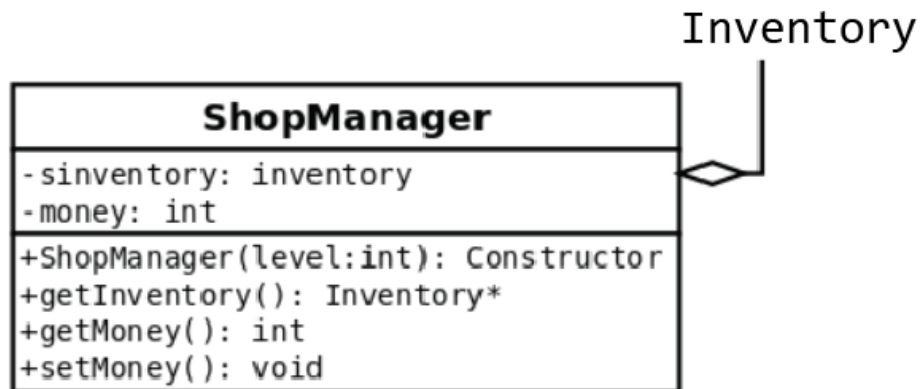 Inventory
ShopManager
-sinventory: inventory
-money: int
+ShopManager(level:int): Constructor
+getInventory(): Inventory*
+getMoney(): int
+setMoney(): void